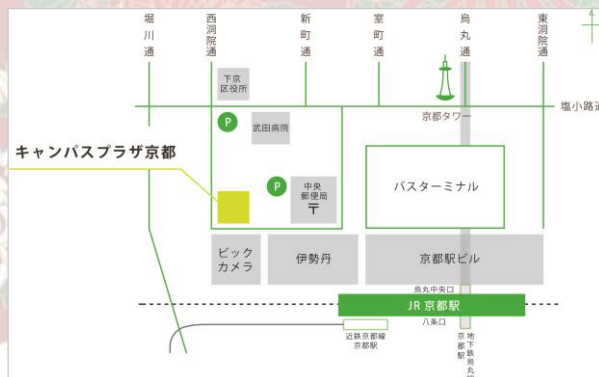 堀川通
西洞院通
新町通
室町通
烏丸通
東洞院通
下京
区役所
塩小路通
京都タワー
P
武田病院
キャンパスプラザ京都
P
中央
郵便局
〒
バスターミナル
ビック
カメラ
伊勢丹
京都駅ビル
烏丸中央口
JR 京都駅
八条口
近鉄京都線
京都駅
地下鉄烏丸
京都駅